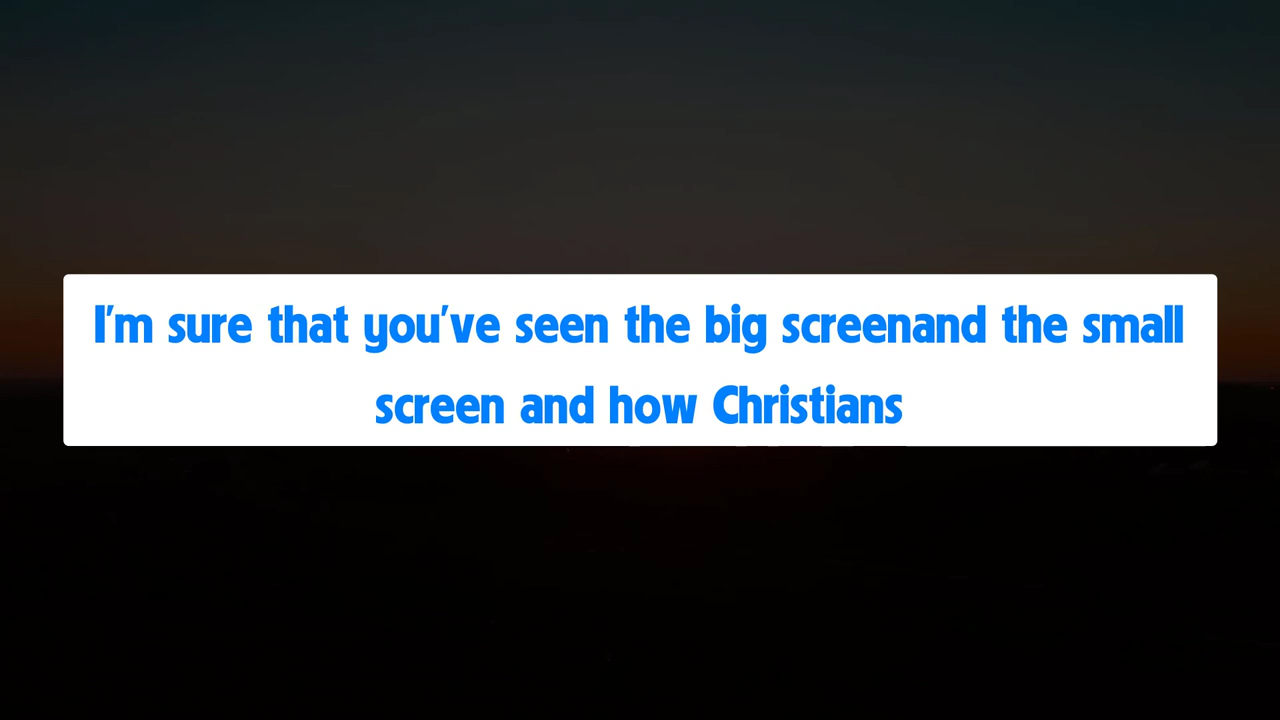 I'm sure that you've seen the big screenand the small
screen and how Christians